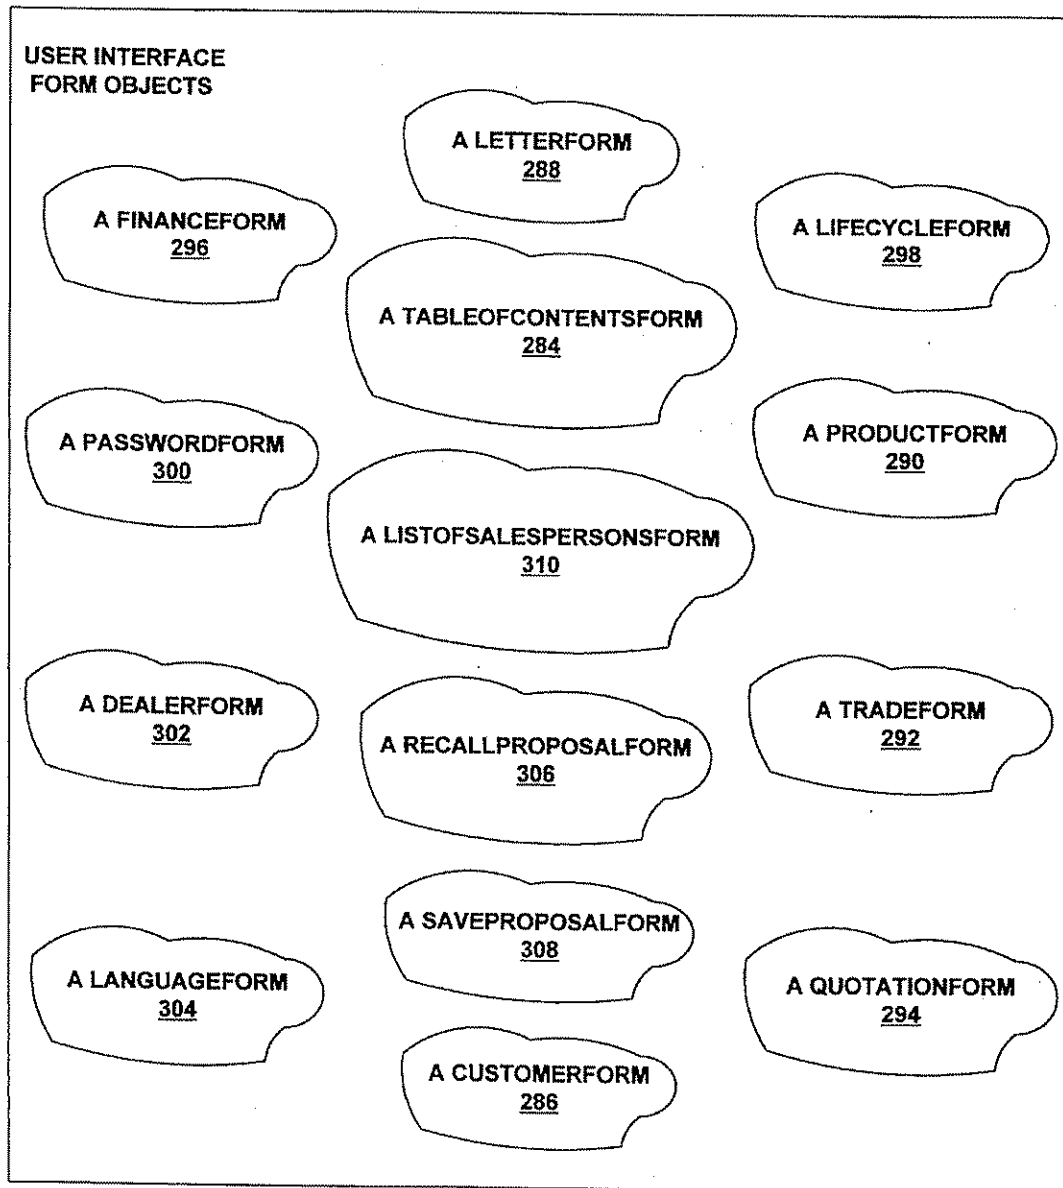 USER INTERFACE
FORM OBJECTS
A LETTERFORM
288
A FINANCEFORM
296
A LIFECYCLEFORM
298
A TABLEOFCONTENTSFORM
284
A PASSWORDFORM
300
A PRODUCTFORM
290
A LISTOFSALESPERSONSFORM
310
A DEALERFORM
302
A TRADEFORM
292
A RECALLPROPOSALFORM
306
A SAVEPROPOSALFORM
308
A LANGUAGEFORM
304
A QUOTATIONFORM
294
A CUSTOMERFORM
286